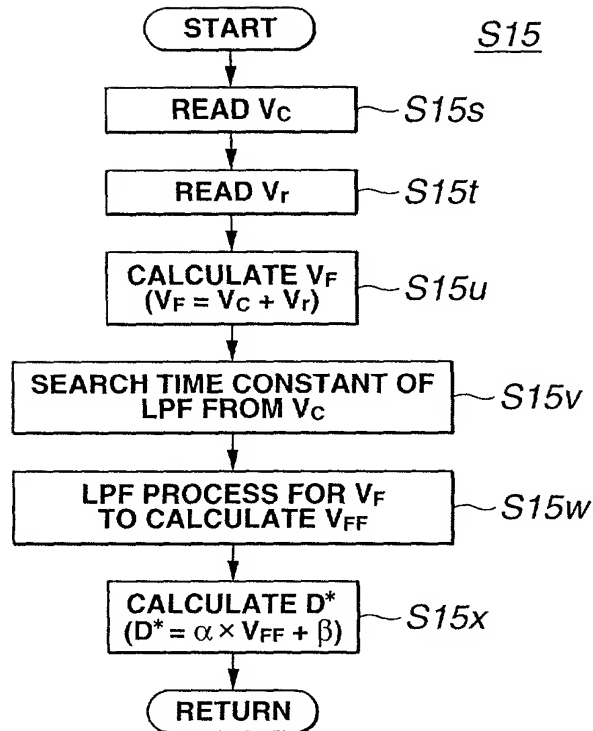 START
S15
READ VC
S15s
READ Vr
S15t
CALCULATE VF
(VF = VC + Vr)
S15u
SEARCH TIME CONSTANT OF
LPF FROM VC
S15v
LPF PROCESS FOR VF
TO CALCULATE VFF
S15w
CALCULATE D*
(D* = α × VFF + β)
S15x
RETURN